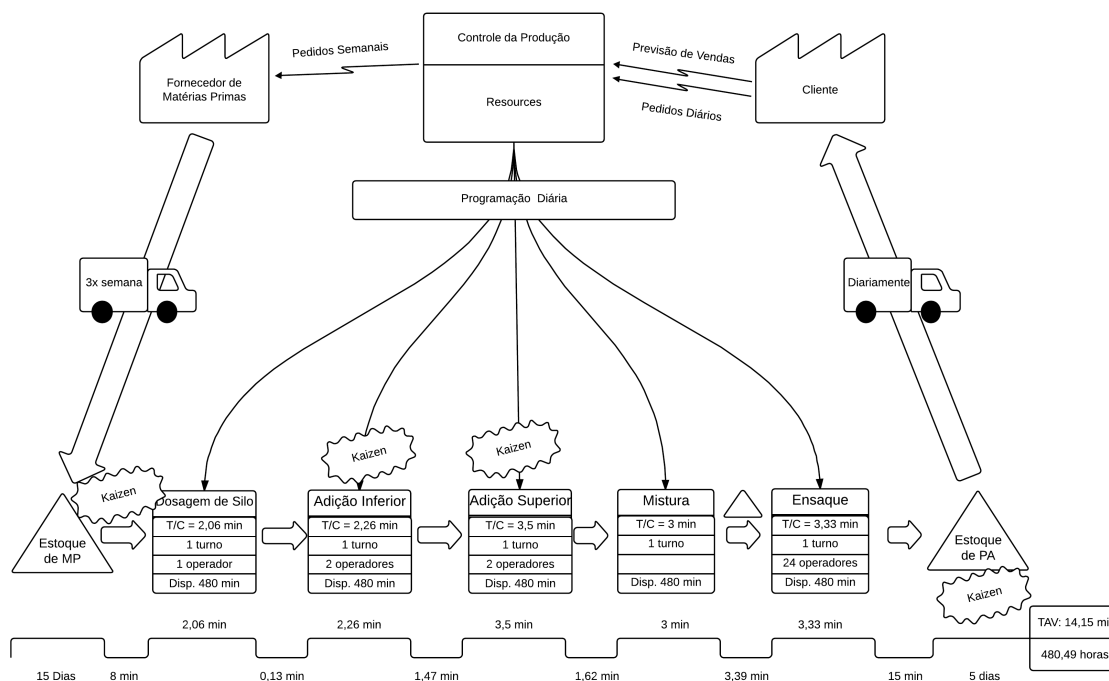 Controle da Produção
Resources
Pedidos Semanais
Previsão de Vendas
Pedidos Diários
Fornecedor de
Matérias Primas
Cliente
Programação Diária
3x semana
Diariamente
Kaizen
Kaizen
Kaizen
Dosagem de Silo
Adição Inferior
Adição Superior
Mistura
Ensaque
T/C = 2,06 min
T/C = 2,26 min
T/C = 3,5 min
T/C = 3 min
T/C = 3,33 min
Estoque
de MP
1 turno
1 turno
1 turno
1 turno
1 turno
Estoque
de PA
1 operador
2 operadores
2 operadores
24 operadores
Disp. 480 min
Disp. 480 min
Disp. 480 min
Disp. 480 min
Disp. 480 min
Kaizen
2,06 min
2,26 min
3,5 min
3 min
3,33 min
TAV: 14,15 mi
480,49 horas
15 Dias
8 min
0,13 min
1,47 min
1,62 min
3,39 min
15 min
5 dias